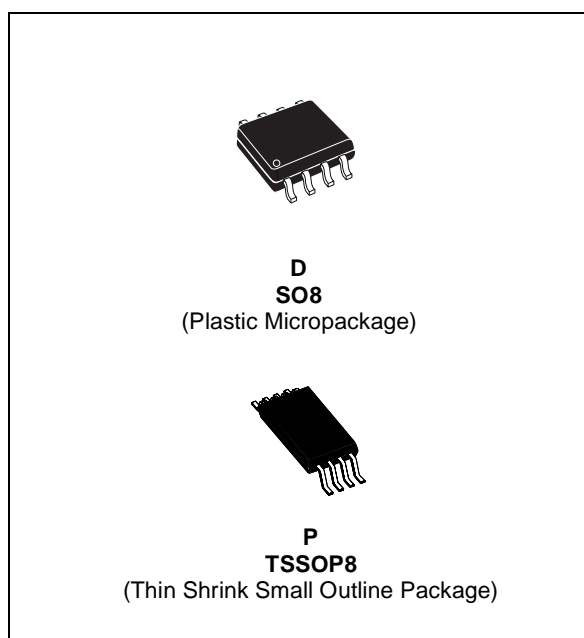 D
SO8
(Plastic Micropackage)
P
TSSOP8
(Thin Shrink Small Outline Package)